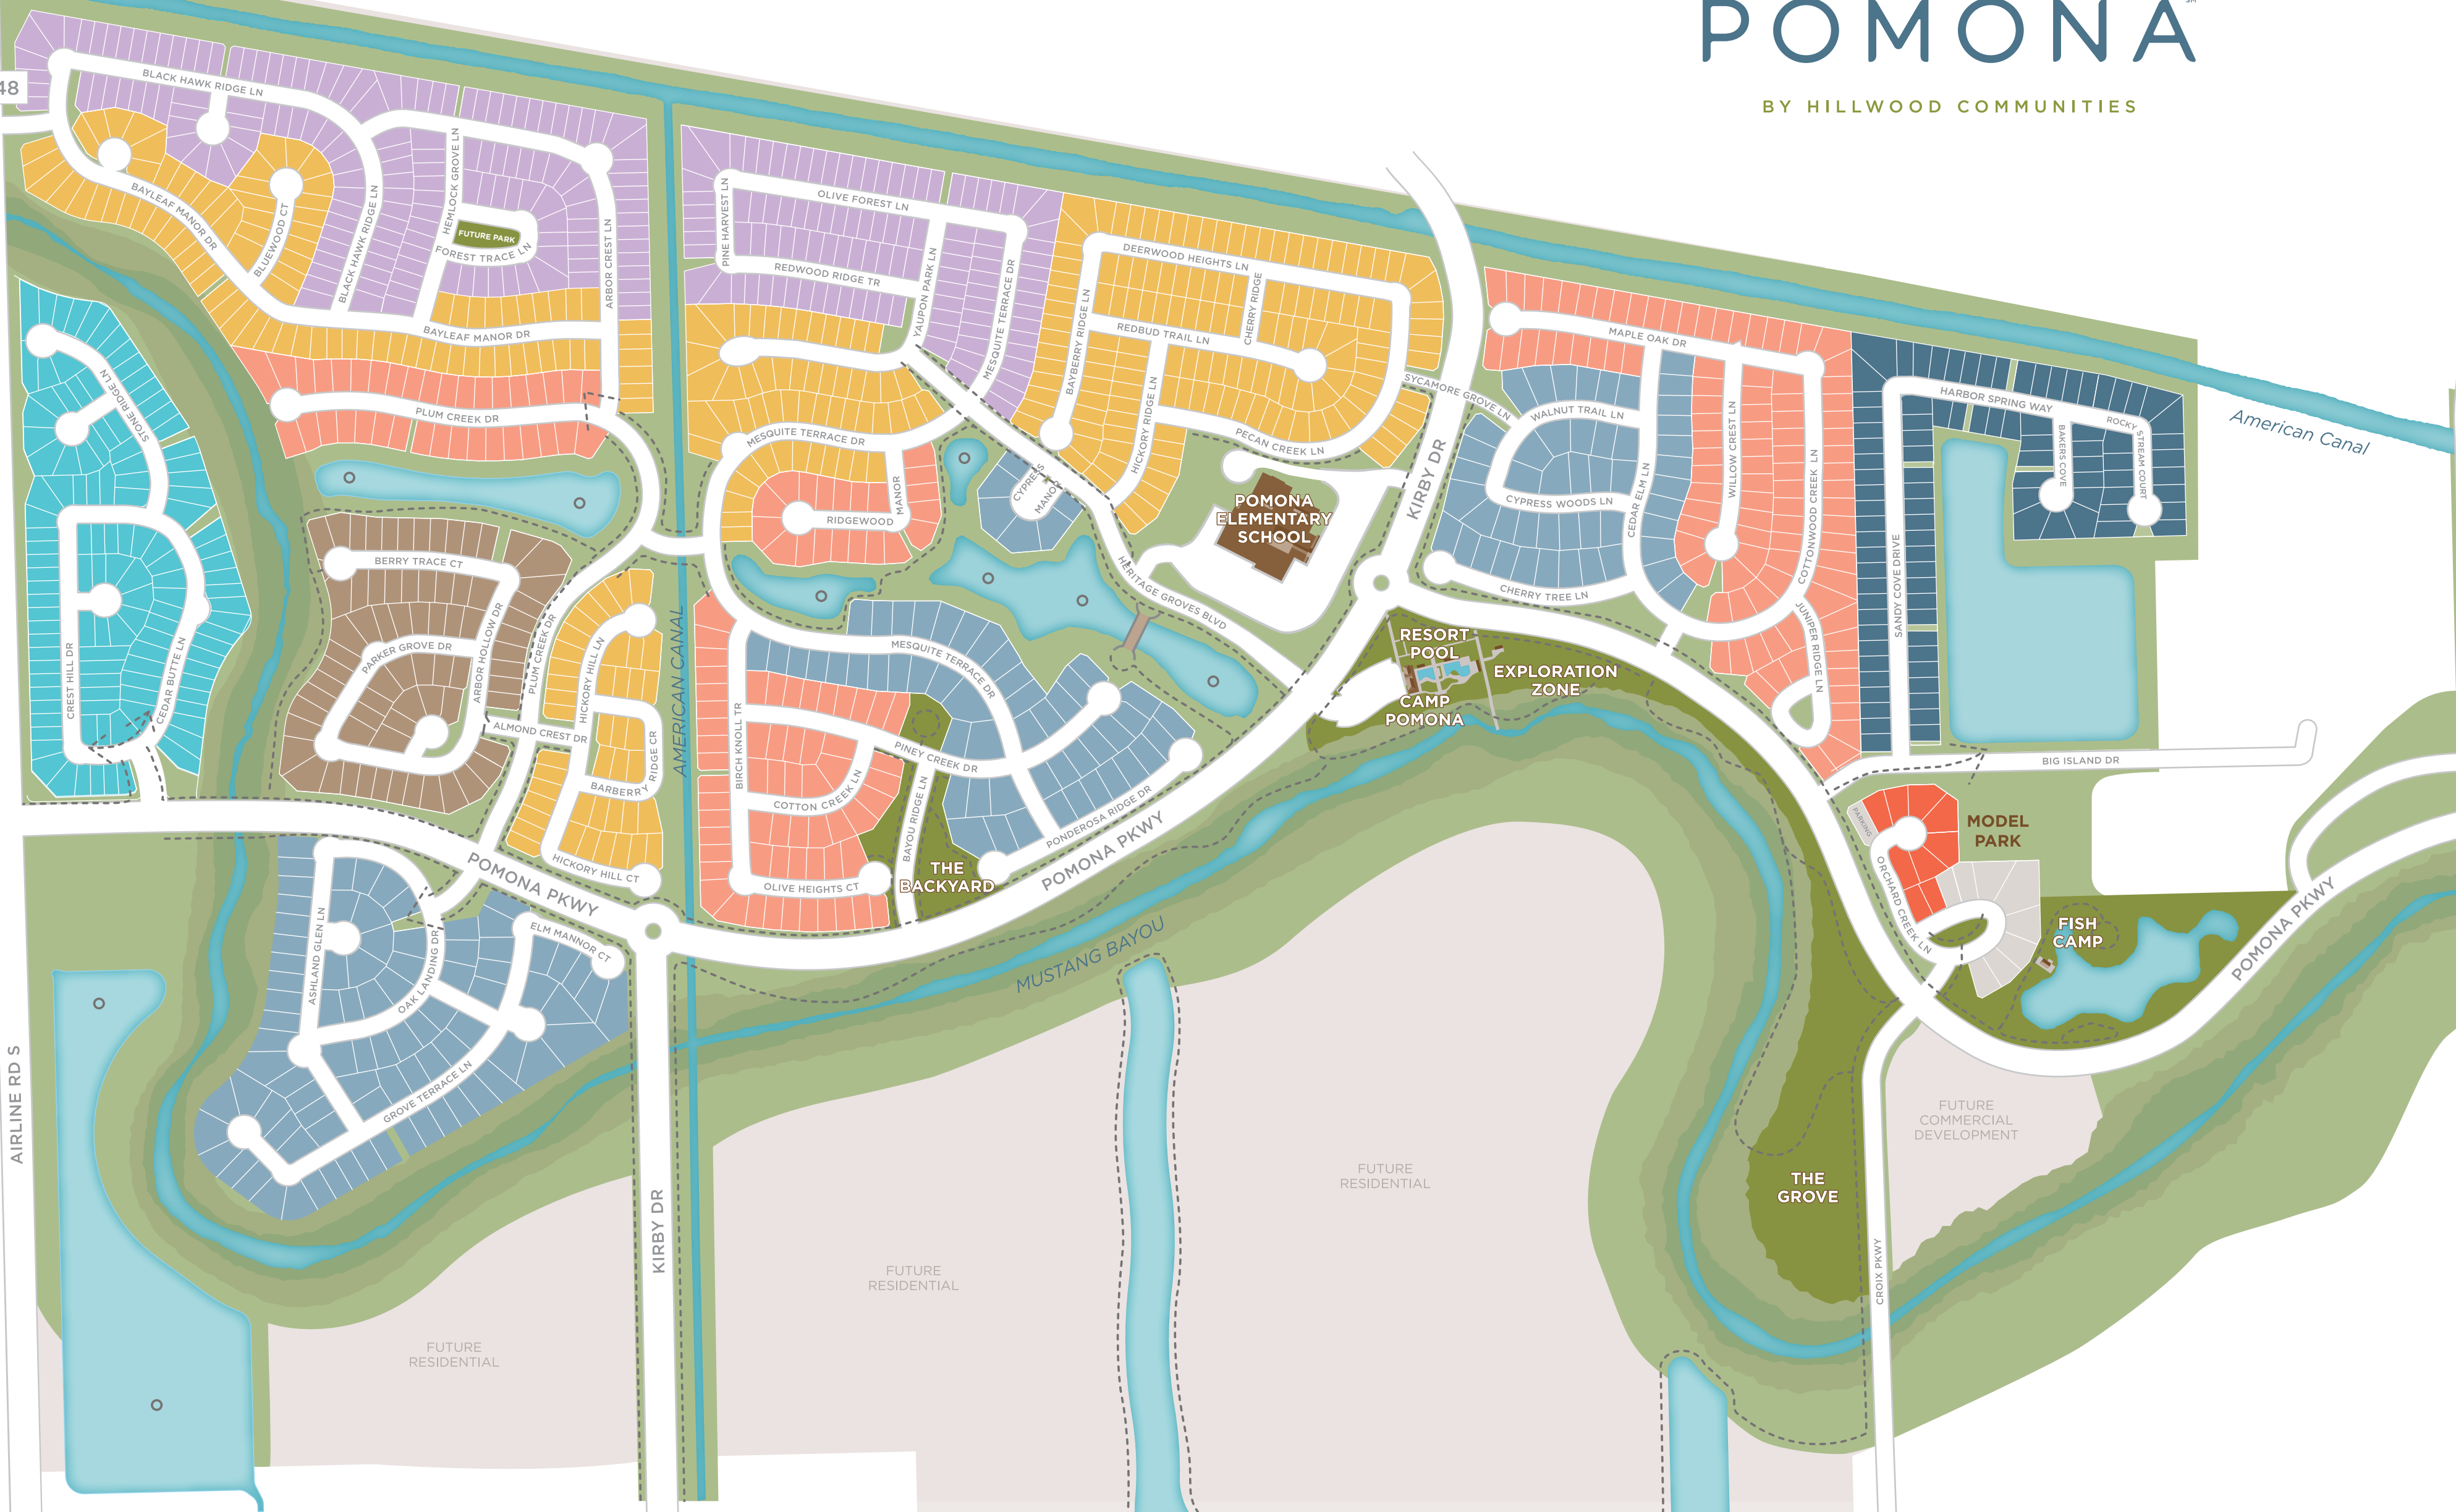 POMONA
SM
BY HILLWOOD COMMUNITIES
48
BLACK HAWK RIDGE LN
BAYLEAF MANOR DR
BLUEWOOD CT
BLACK HAWK RIDGE LN
HEMLOCK GROVE LN
FUTURE PARK
FOREST TRACE LN
ARBOR CREST LN
BAYLEAF MANOR DR
PLUM CREEK DR
STONE RIDGE LN
CREST HILL DR
CEDAR BUTTE LN
BERRY TRACE CT
PARKER GROVE DR
ARBOR HOLLOW DR
PLUM CREEK DR
HICKORY HILL LN
ALMOND CREST DR
BARBERRY
RIDGE CR
HICKORY HILL CT
AMERICAN CANAL
PINE HARVEST LN
OLIVE FOREST LN
REDWOOD RIDGE TR
YAUPON PARK LN
MESQUITE TERRACE DR
MESQUITE TERRACE DR
RIDGEWOOD
MANOR
DEERWOOD HEIGHTS LN
CHERRY RIDGE
REDBUD TRAIL LN
BAYBERRY RIDGE LN
HICKORY RIDGE LN
PECAN CREEK LN
CYPRESS
MANOR
POMONA
ELEMENTARY
SCHOOL
HERITAGE GROVES BLVD
KIRBY DR
SYCAMORE GROVE LN
MAPLE OAK DR
WALNUT TRAIL LN
CYPRESS WOODS LN
CEDAR ELM LN
WILLOW CREST LN
COTTONWOOD CREEK LN
CHERRY TREE LN
JUNIPER RIDGE LN
HARBOR SPRING WAY
ROCKY
STREAM COURT
BAKERS COVE
SANDY COVE DRIVE
American Canal
BIG ISLAND DR
RESORT
POOL
EXPLORATION
ZONE
CAMP
POMONA
MESQUITE TERRACE DR
BIRCH KNOLL TR
PINEY CREEK DR
COTTON CREEK LN
BAYOU RIDGE LN
PONDEROSA RIDGE DR
OLIVE HEIGHTS CT
THE
BACKYARD
POMONA PKWY
POMONA PKWY
MUSTANG BAYOU
ASHLAND GLEN LN
OAK LANDING DR
ELM MANNOR CT
GROVE TERRACE LN
AIRLINE RD S
KIRBY DR
PARKING
MODEL
PARK
ORCHARD CREEK LN
FISH
CAMP
POMONA PKWY
FUTURE
COMMERCIAL
DEVELOPMENT
THE
GROVE
CROIX PKWY
FUTURE
RESIDENTIAL
FUTURE
RESIDENTIAL
FUTURE
RESIDENTIAL